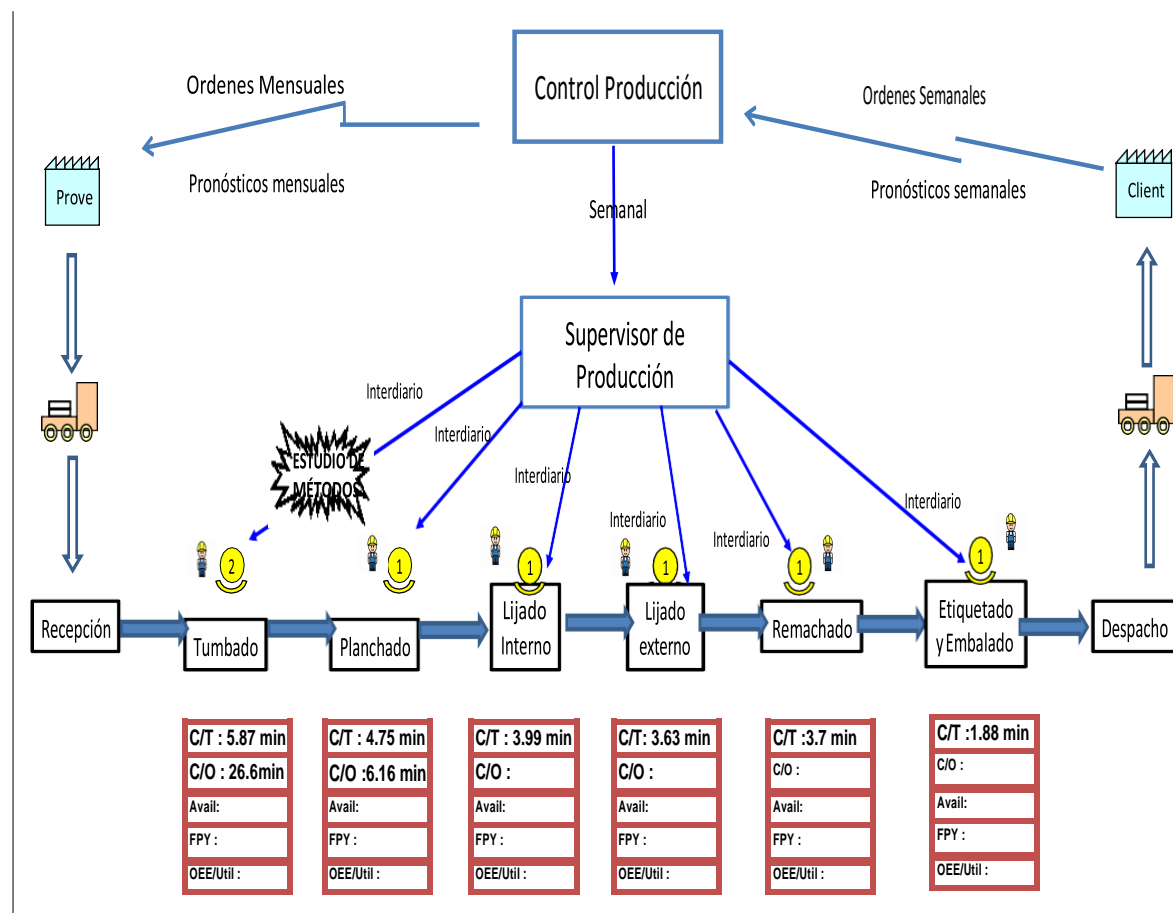 Control Producción
Ordenes Mensuales
Pronósticos mensuales
Ordenes Semanales
Pronósticos semanales
Prove
Client
Semanal
Supervisor de
Producción
Interdiario
Interdiario
Interdiario
Interdiario
Interdiario
Interdiario
ESTUDIO DE
MÉTODOS
2
1
1
1
1
1
Recepción
Tumbado
Planchado
Lijado
Interno
Lijado
externo
Remachado
Etiquetado
y Embalado
Despacho
C/T : 5.87 min
C/O : 26.6min
Avail:
FPY :
OEE/Util :
C/T : 4.75 min
C/O :6.16 min
Avail:
FPY :
OEE/Util :
C/T : 3.99 min
C/O :
Avail:
FPY :
OEE/Util :
C/T: 3.63 min
C/O :
Avail:
FPY :
OEE/Util :
C/T :3.7 min
C/O :
Avail:
FPY :
OEE/Util :
C/T :1.88 min
C/O :
Avail:
FPY :
OEE/Util :